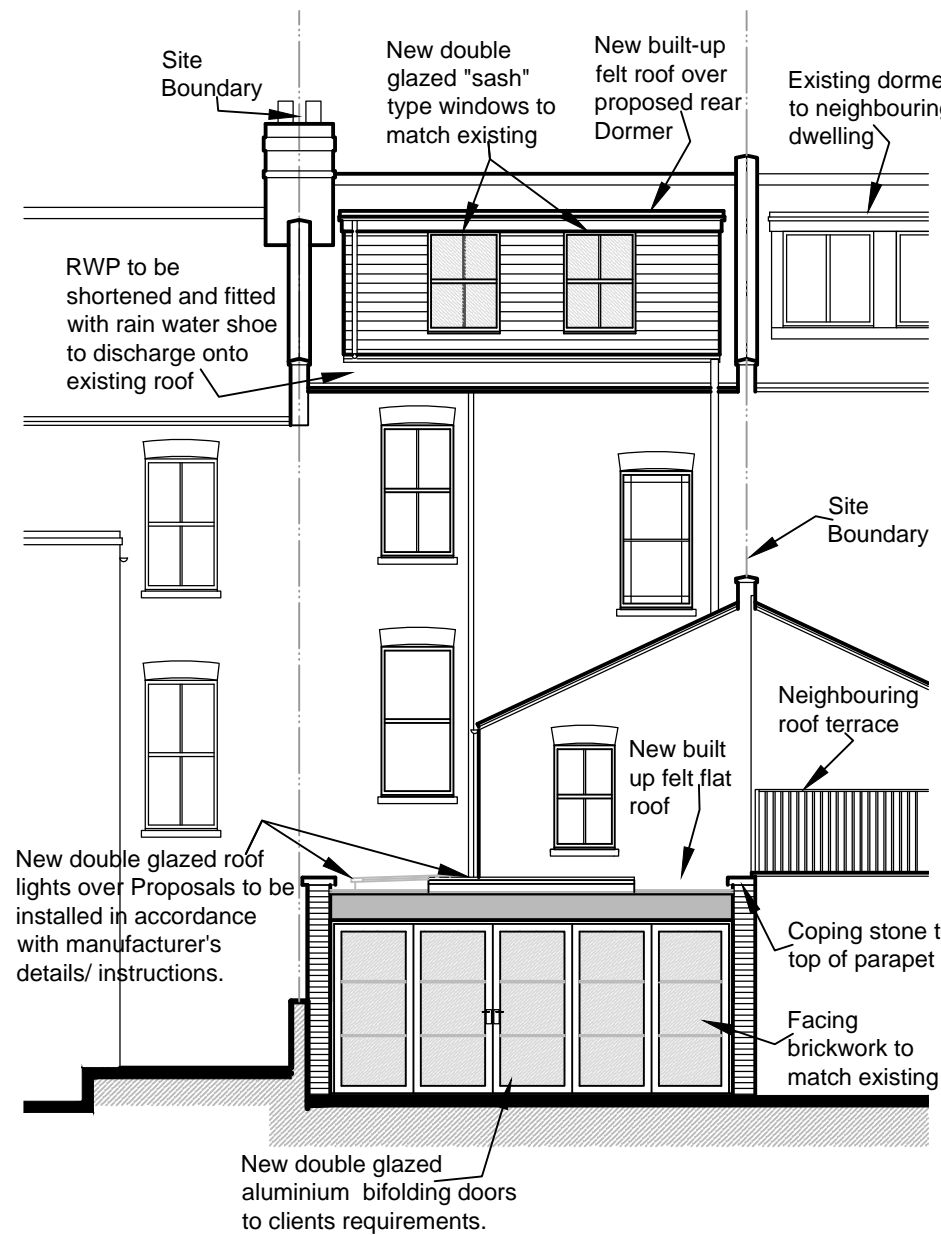 Site
Boundary
New double
glazed "sash"
type windows to
match existing
New built-up
felt roof over
proposed rear
Dormer
Existing dorme
to neighbouring
dwelling
RWP to be
shortened and fitted
with rain water shoe
to discharge onto
existing roof
Site
Boundary
Neighbouring
roof terrace
New built
up felt flat
roof
New double glazed roof
lights over Proposals to be
installed in accordance
with manufacturer's
details/ instructions.
Coping stone t
top of parapet
Facing
brickwork to
match existing
New double glazed
aluminium bifolding doors
to clients requirements.